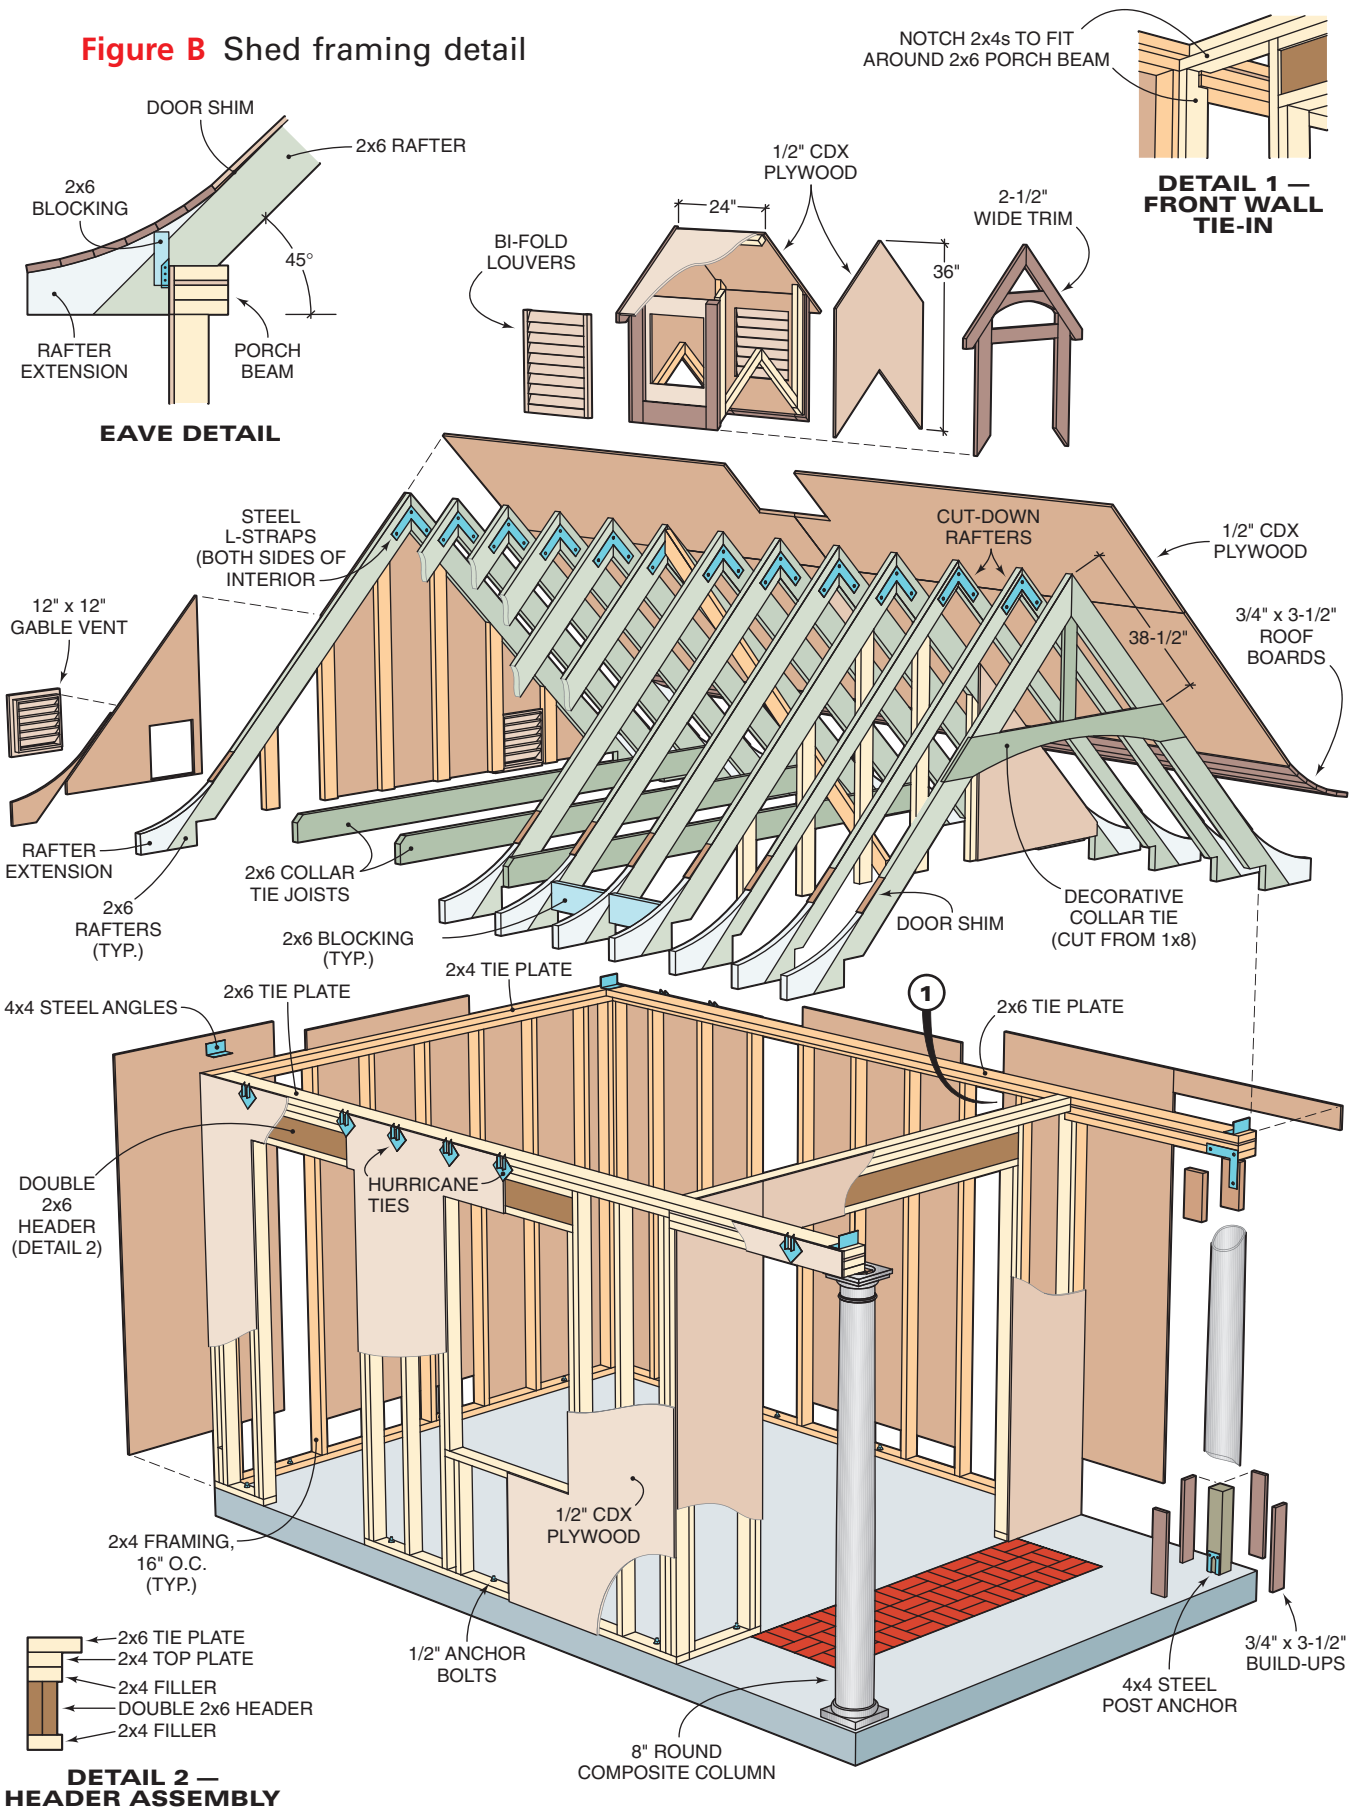 Figure B Shed framing detail
NOTCH 2x4s TO FIT
AROUND 2x6 PORCH BEAM
DETAIL 1 —
FRONT WALL
TIE-IN
DOOR SHIM
2x6 RAFTER
2x6
BLOCKING
45°
RAFTER
EXTENSION
PORCH
BEAM
EAVE DETAIL
1/2" CDX
PLYWOOD
24"
BI-FOLD
LOUVERS
36"
2-1/2"
WIDE TRIM
STEEL
L-STRAPS
(BOTH SIDES OF
INTERIOR
CUT-DOWN
RAFTERS
1/2" CDX
PLYWOOD
12" x 12"
GABLE VENT
38-1/2"
3/4" x 3-1/2"
ROOF
BOARDS
RAFTER
EXTENSION
2x6
RAFTERS
(TYP.)
2x6 COLLAR
TIE JOISTS
2x6 BLOCKING
(TYP.)
DOOR SHIM
DECORATIVE
COLLAR TIE
(CUT FROM 1x8)
4x4 STEEL ANGLES
2x6 TIE PLATE
2x4 TIE PLATE
1
2x6 TIE PLATE
DOUBLE
2x6
HEADER
(DETAIL 2)
HURRICANE
TIES
1/2" CDX
PLYWOOD
2x4 FRAMING,
16" O.C.
(TYP.)
1/2" ANCHOR
BOLTS
8" ROUND
COMPOSITE COLUMN
4x4 STEEL
POST ANCHOR
3/4" x 3-1/2"
BUILD-UPS
2x6 TIE PLATE
2x4 TOP PLATE
2x4 FILLER
DOUBLE 2x6 HEADER
2x4 FILLER
DETAIL 2 —
HEADER ASSEMBLY